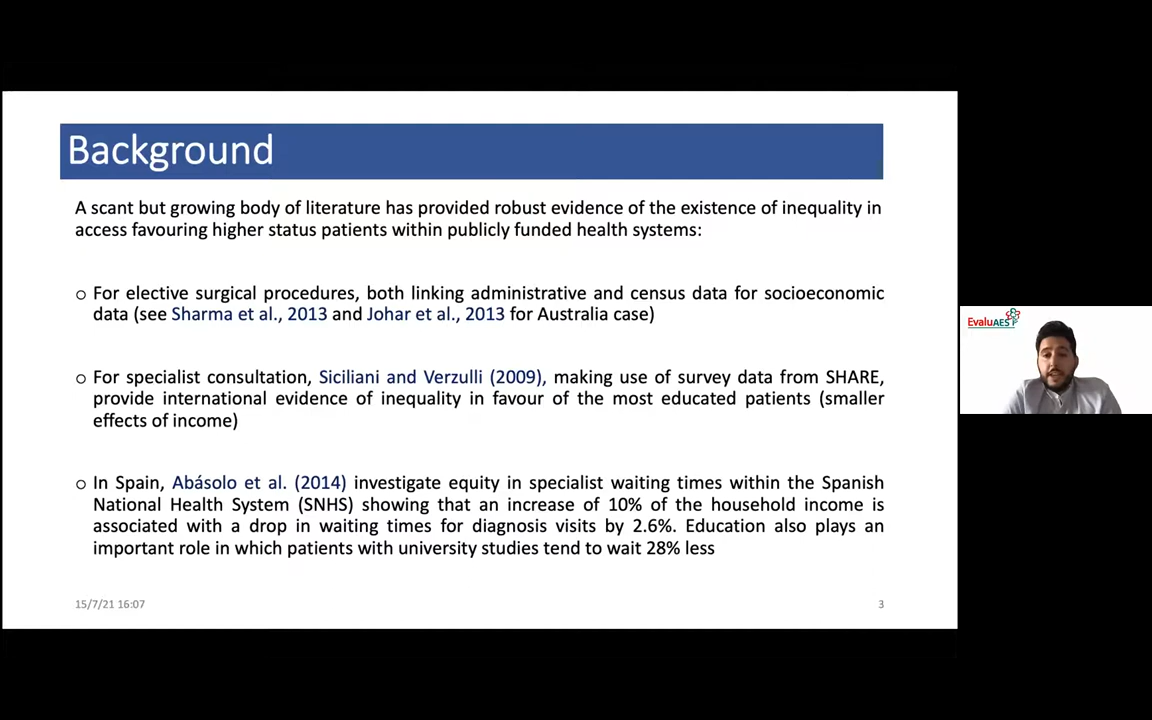 Background
A scant but growing body of literature has provided robust evidence of the existence of inequality in
access favouring higher status patients within publicly funded health systems:
o For elective surgical procedures, both linking administrative and census data for socioeconomic
data (see Sharma et al., 2013 and Johar et al., 2013 for Australia case)
o For specialist consultation, Siciliani and Verzulli (2009), making use of survey data from SHARE,
provide international evidence of inequality in favour of the most educated patients (smaller
effects of income)
o In Spain, Abásolo et al. (2014) investigate equity in specialist waiting times within the Spanish
National Health System (SNHS) showing that an increase of 10% of the household income is
associated with a drop in waiting times for diagnosis visits by 2.6%. Education also plays an
important role in which patients with university studies tend to wait 28% less
15/7/21 16:07
3
EvaluAES